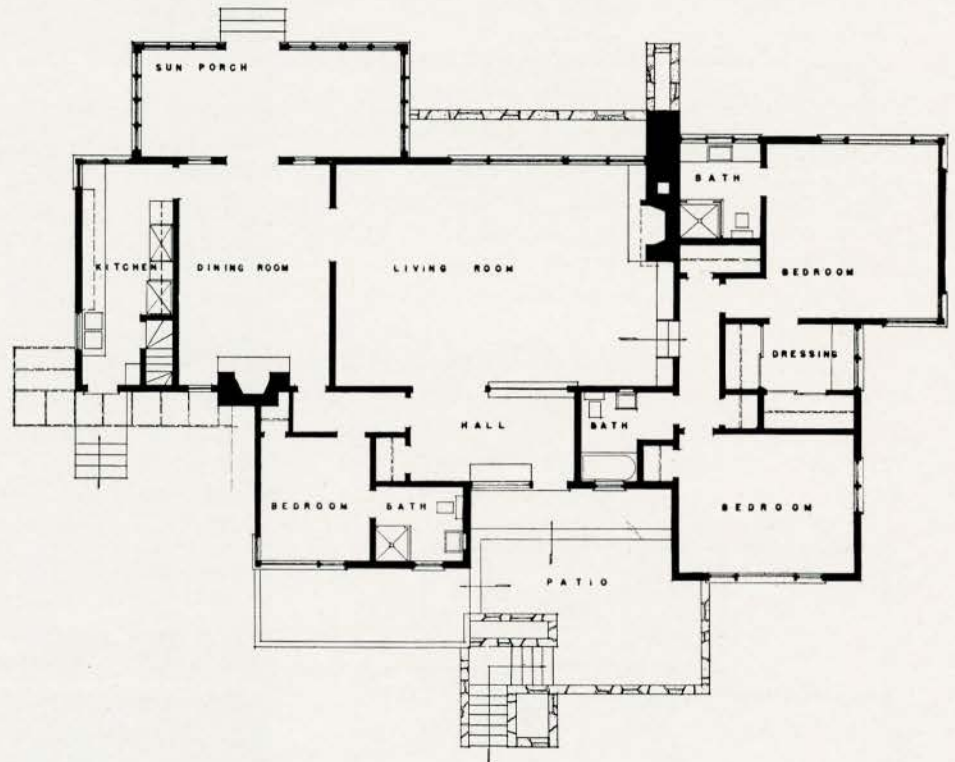 SUN PORCH
BATH
KITCHEN
DINING ROOM
LIVING ROOM
BEDROOM
DRESSING
HALL
BATH
BEDROOM
BATH
BEDROOM
PATIO